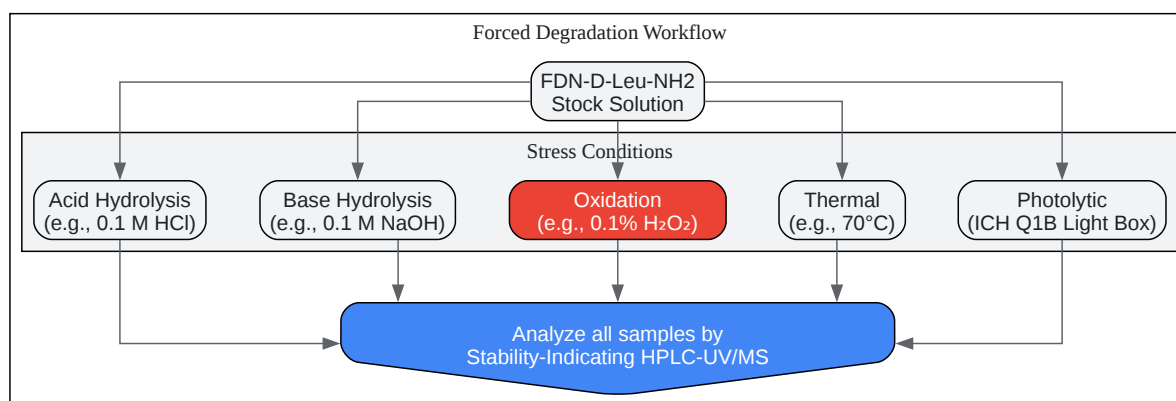 Forced Degradation Workflow
FDN-D-Leu-NH2
Stock Solution
Stress Conditions
Acid Hydrolysis
(e.g., 0.1 M HCl)
Base Hydrolysis
(e.g., 0.1 M NaOH)
Oxidation
(e.g., 0.1% H₂O₂)
Thermal
(e.g., 70°C)
Photolytic
(ICH Q1B Light Box)
Analyze all samples by
Stability-Indicating HPLC-UV/MS